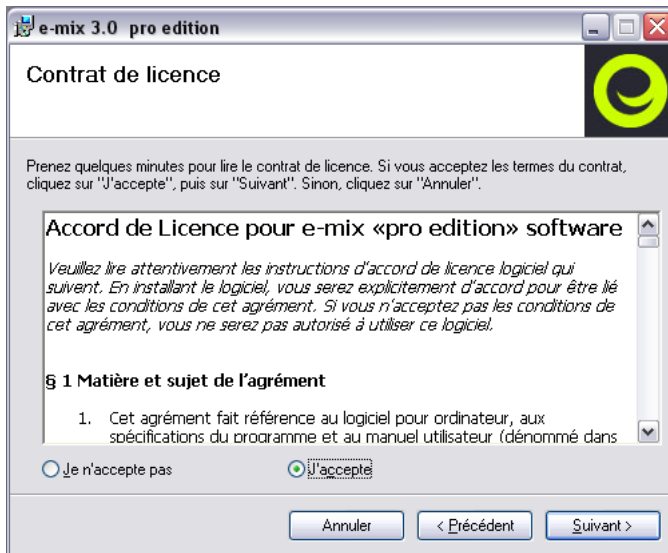 e-mix 3.0 pro edition
Contrat de licence
Prenez quelques minutes pour lire le contrat de licence. Si vous acceptez les termes du contrat,
cliquez sur "J'accepte", puis sur "Suivant". Sinon, cliquez sur "Annuler".
Accord de Licence pour e-mix «pro edition» software
Veuillez lire attentivement les instructions d'accord de licence logiciel qui
suivent. En installant le logiciel, vous serez explicitement d'accord pour être lié
avec les conditions de cet agrément. Si vous n'acceptez pas les conditions de
cet agrément, vous ne serez pas autorisé à utiliser ce logiciel.
§ 1 Matière et sujet de l'agrément
1. Cet agrément fait référence au logiciel pour ordinateur, aux
spécifications du programme et au manuel utilisateur (dénommé dans
Je n'accepte pas
J'accepte
Annuler
< Précédent
Suivant >